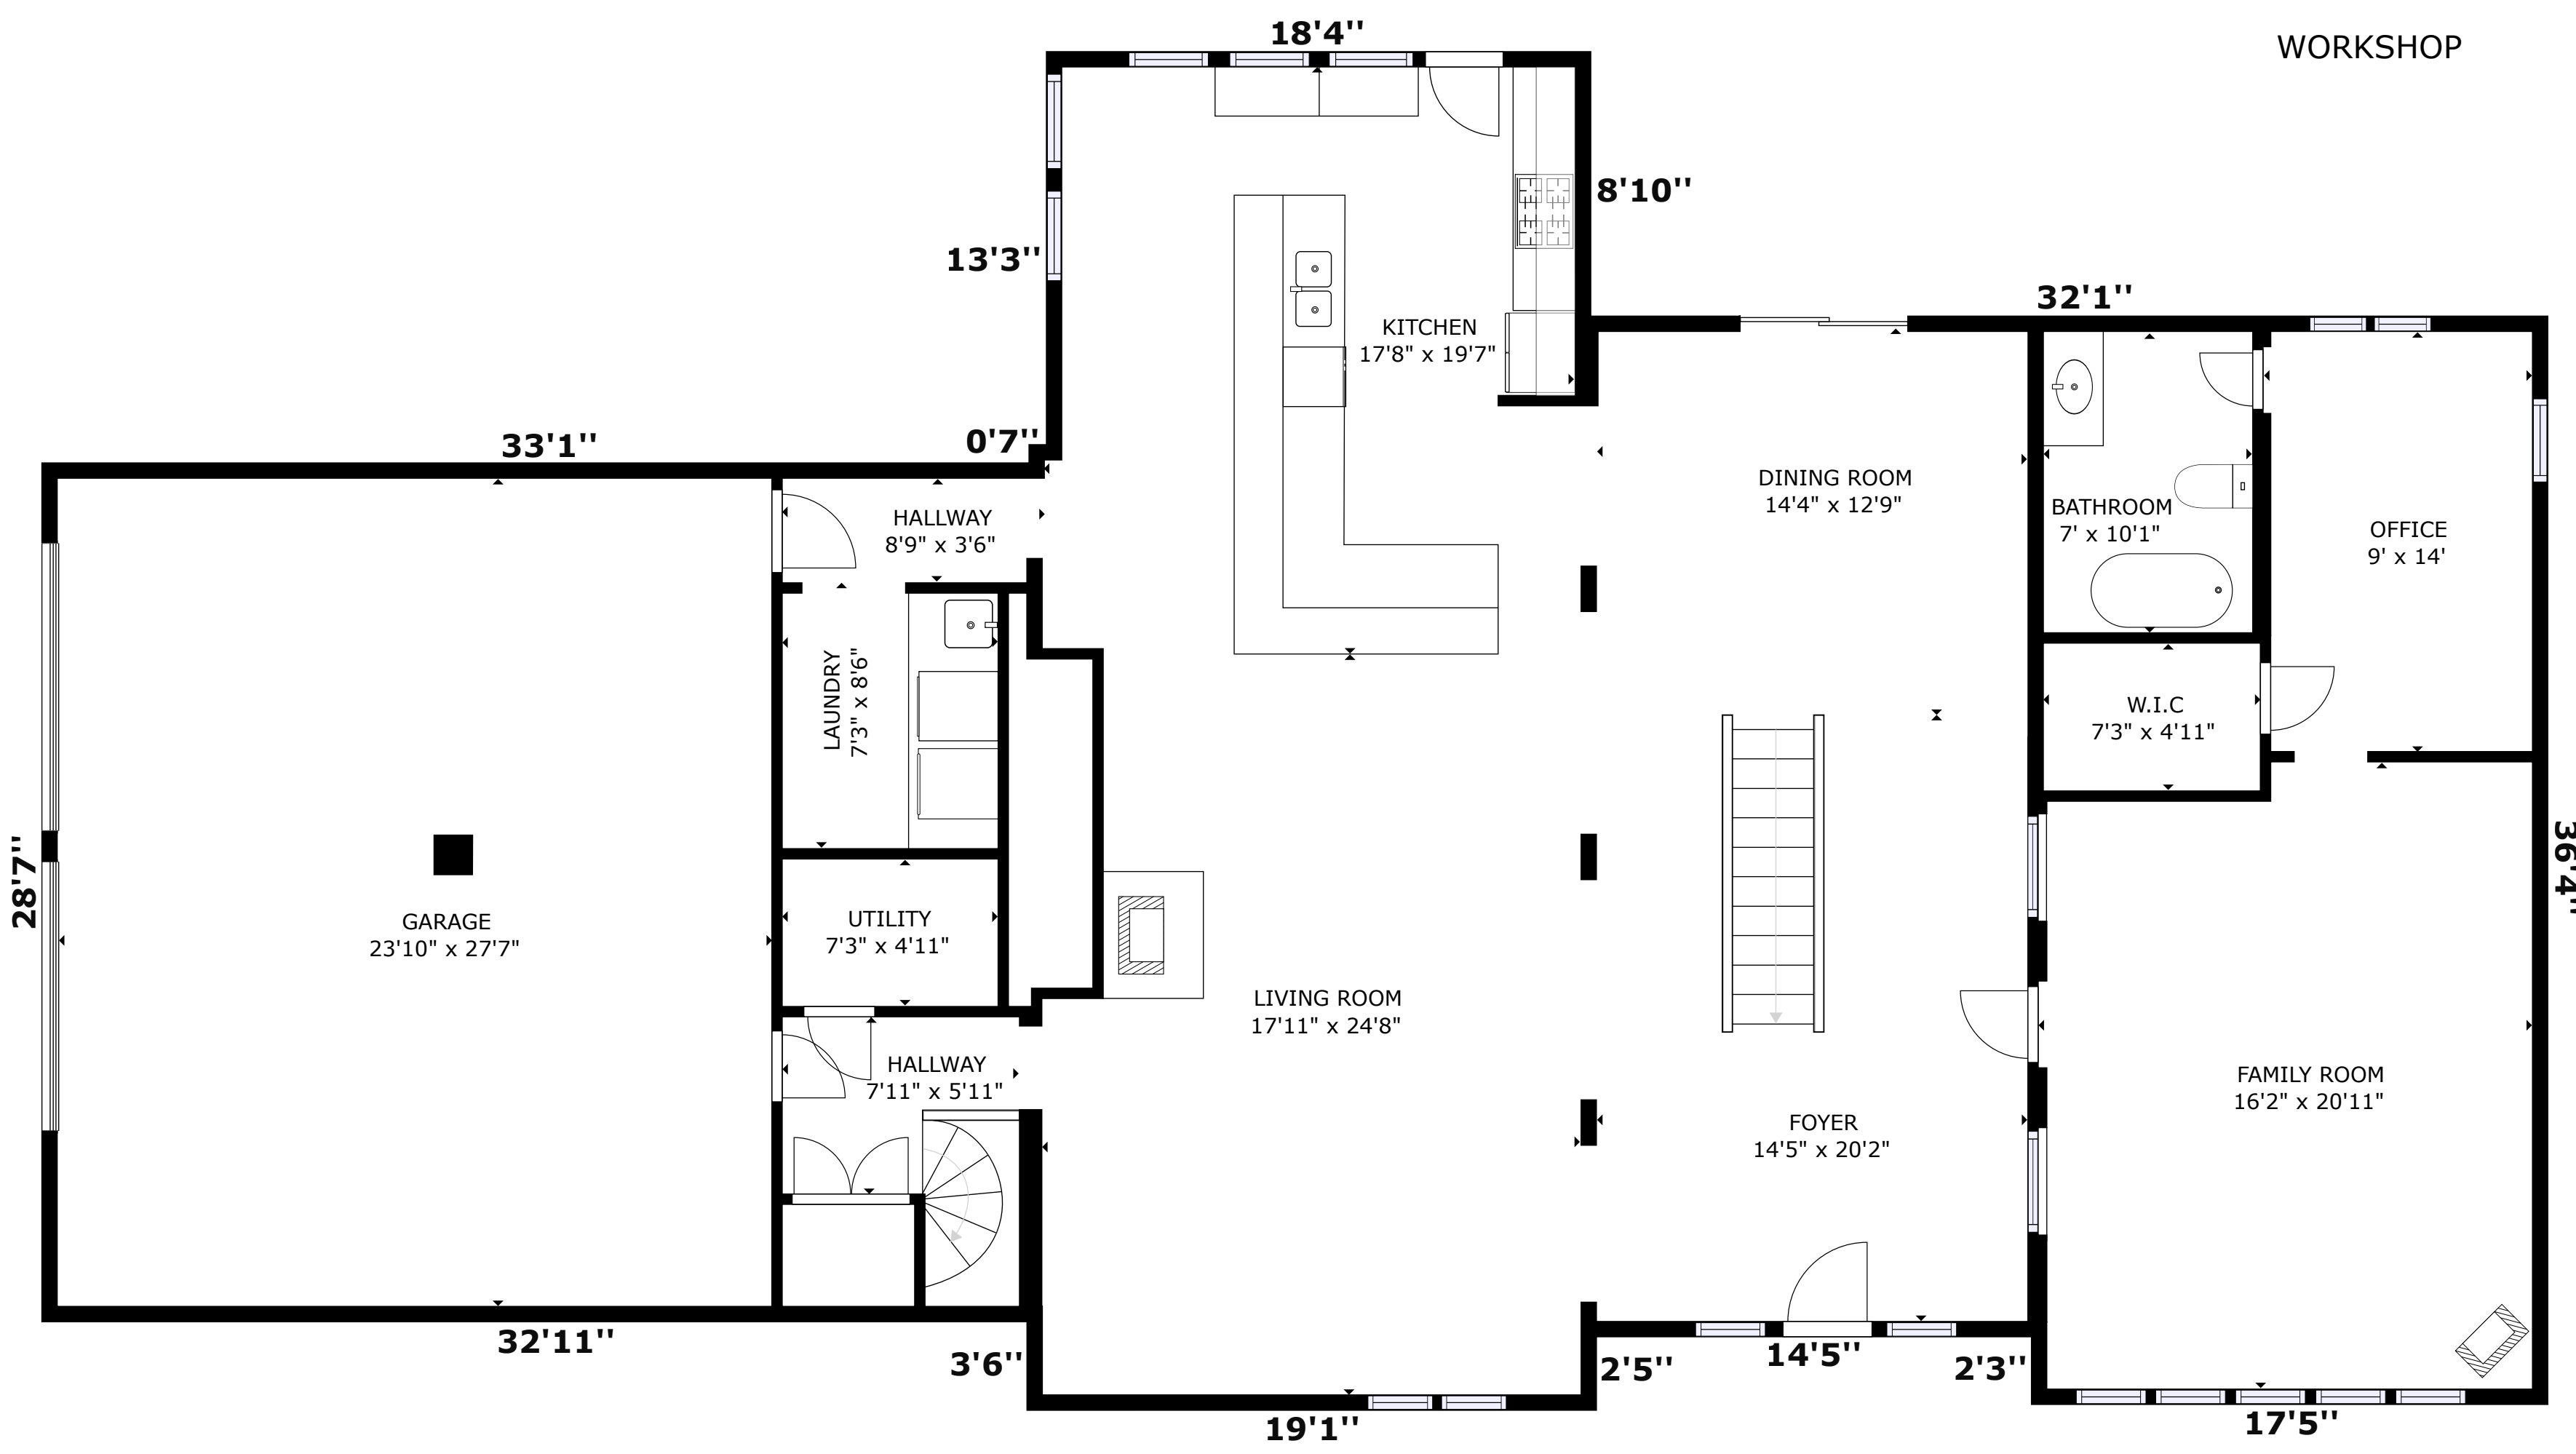 18'4''
WORKSHOP
8'10''
13'3''
32'1''
KITCHEN
17'8" x 19'7"
33'1''
0'7''
DINING ROOM
14'4" x 12'9"
HALLWAY
8'9" x 3'6"
BATHROOM
7' x 10'1"
OFFICE
9' x 14'
LAUNDRY
7'3" x 8'6"
W.I.C
7'3" x 4'11"
28'7''
36'4''
GARAGE
23'10" x 27'7"
UTILITY
7'3" x 4'11"
LIVING ROOM
17'11" x 24'8"
HALLWAY
7'11" x 5'11"
FAMILY ROOM
16'2" x 20'11"
FOYER
14'5" x 20'2"
32'11''
3'6''
2'5''
14'5''
2'3''
19'1''
17'5''